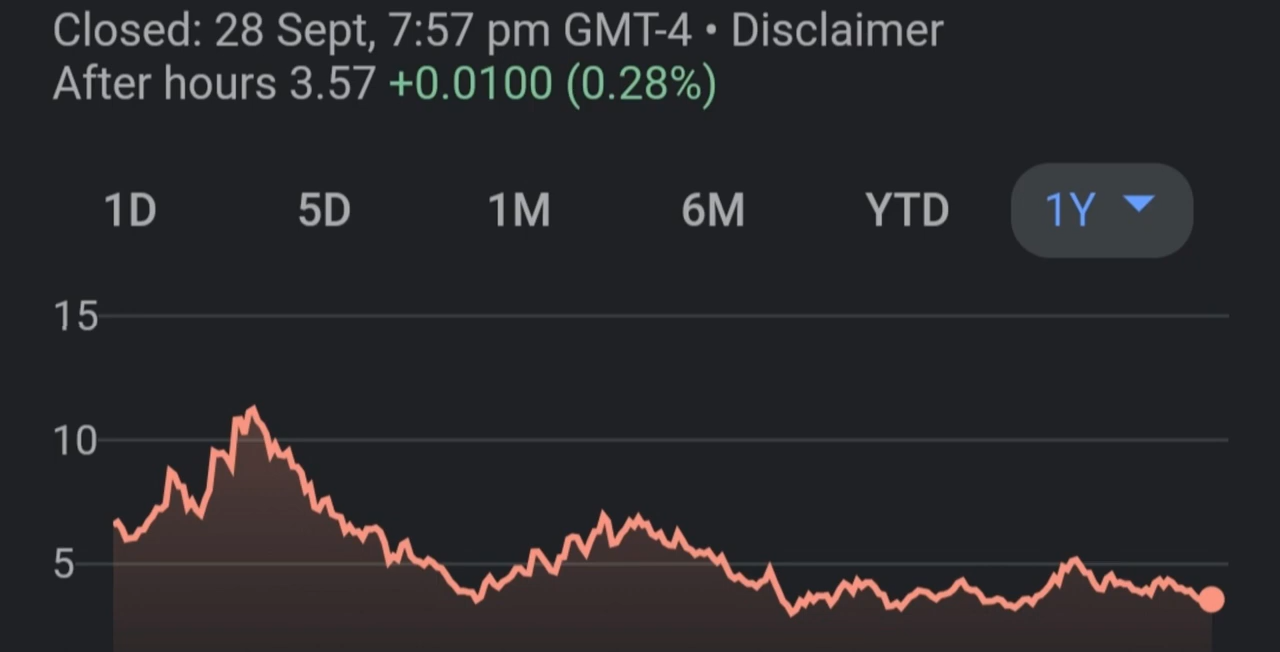 Closed: 28 Sept, 7:57 pm GMT-4 • Disclaimer
After hours 3.57 +0.0100 (0.28%)
1D 5D 1M 6M YTD 1Y
15
10
5